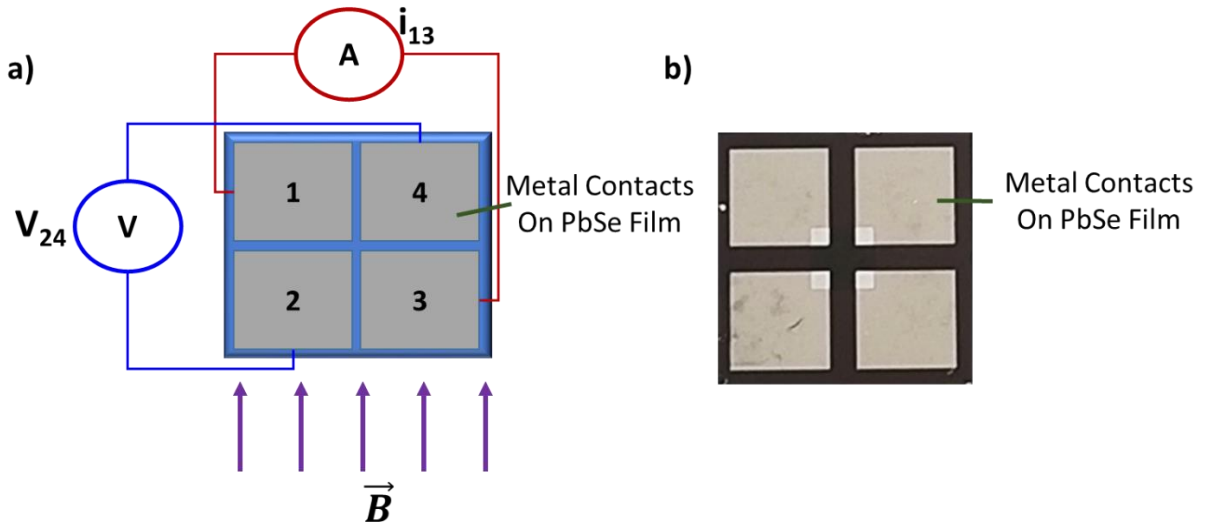 a)
A
i₁₃
V₂₄
V
1
4
2
3
Metal Contacts
On PbSe Film
B⃗
b)
Metal Contacts
On PbSe Film